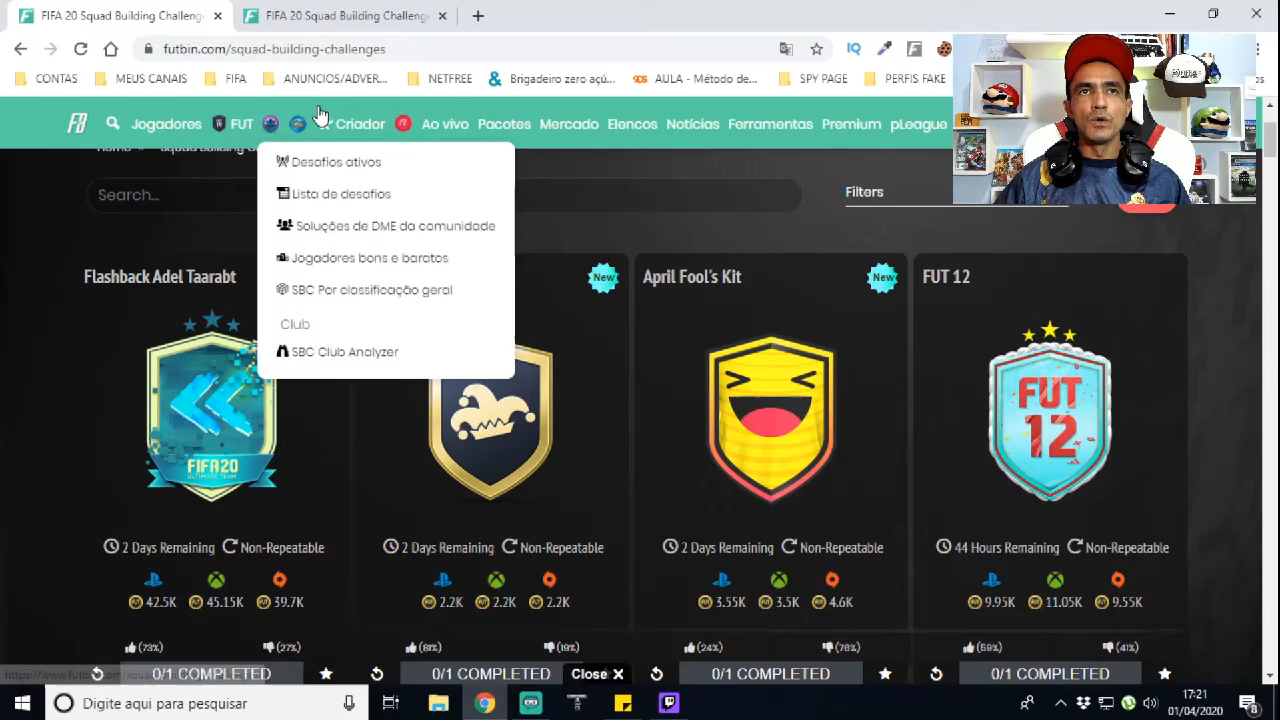 FIFA 20 Squad Building Challenge
FIFA 20 Squad Building Challenge
futbin.com/squad-building-challenges
CONTAS
MEUS CANAIS
FIFA
ANUNCIOS/ADVER...
NETFREE
Brigadeiro zero açú...
AULA - Método de...
SPY PAGE
PERFIS FAKE
Jogadores
FUT
Criador
Ao vivo
Pacotes
Mercado
Elencos
Notícias
Ferramentas
Premium
pLeague
Search...
Filters
Desafios ativos
Lista de desafios
Soluções de DME da comunidade
Jogadores bons e baratos
SBC Por classificação geral
Club
SBC Club Analyzer
Flashback Adel Taarabt
FIFA20
ULTIMATE TEAM
2 Days Remaining
Non-Repeatable
42.5K
45.15K
39.7K
(73%)
(27%)
0/1 COMPLETED
New
2 Days Remaining
Non-Repeatable
2.2K
2.2K
2.2K
(81%)
(19%)
0/1 COMPLETED
April Fool's Kit
New
2 Days Remaining
Non-Repeatable
3.55K
3.5K
4.6K
(24%)
(76%)
0/1 COMPLETED
FUT 12
FUT
12
44 Hours Remaining
Non-Repeatable
9.95K
11.05K
9.55K
(59%)
(41%)
0/1 COMPLETED
Close X
Digite aqui para pesquisar
17:21
01/04/2020